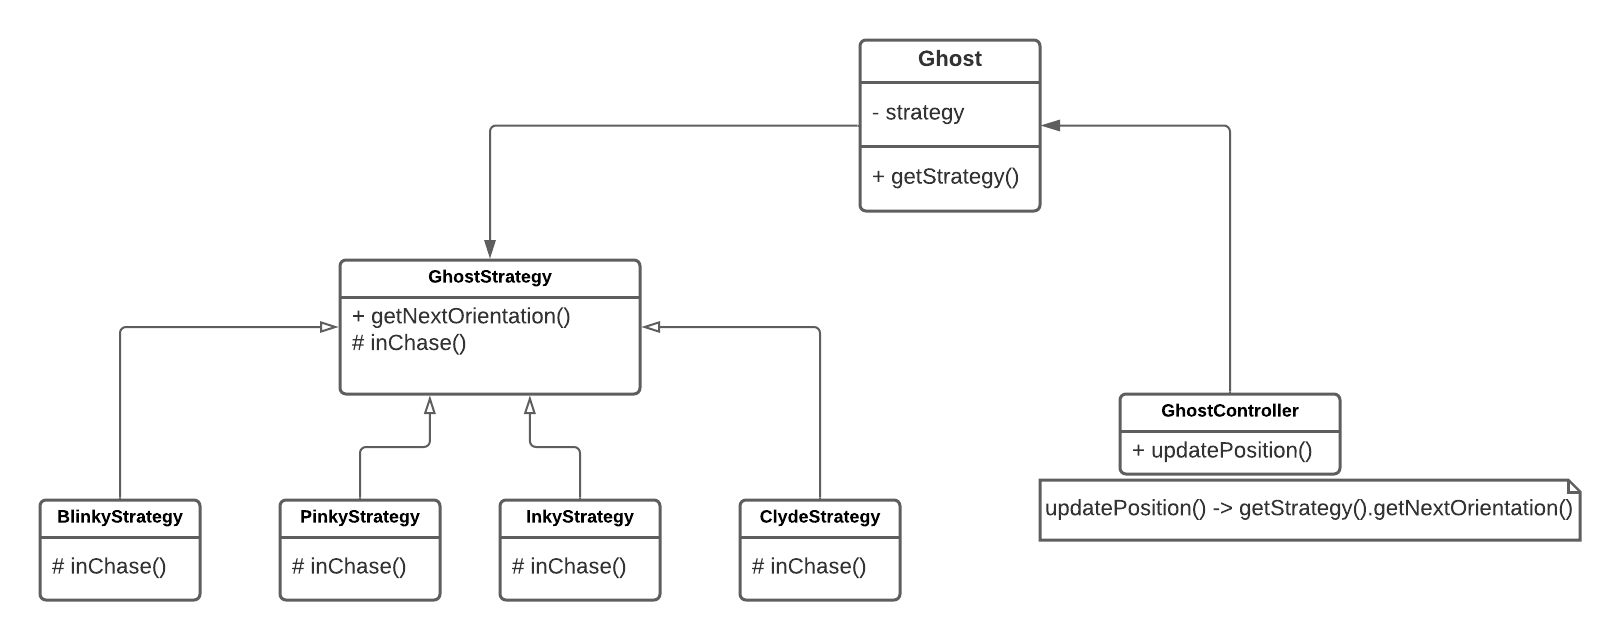 Ghost
- strategy
+ getStrategy()
GhostStrategy
+ getNextOrientation()
# inChase()
GhostController
+ updatePosition()
updatePosition() -> getStrategy().getNextOrientation()
BlinkyStrategy
# inChase()
PinkyStrategy
# inChase()
InkyStrategy
# inChase()
ClydeStrategy
# inChase()